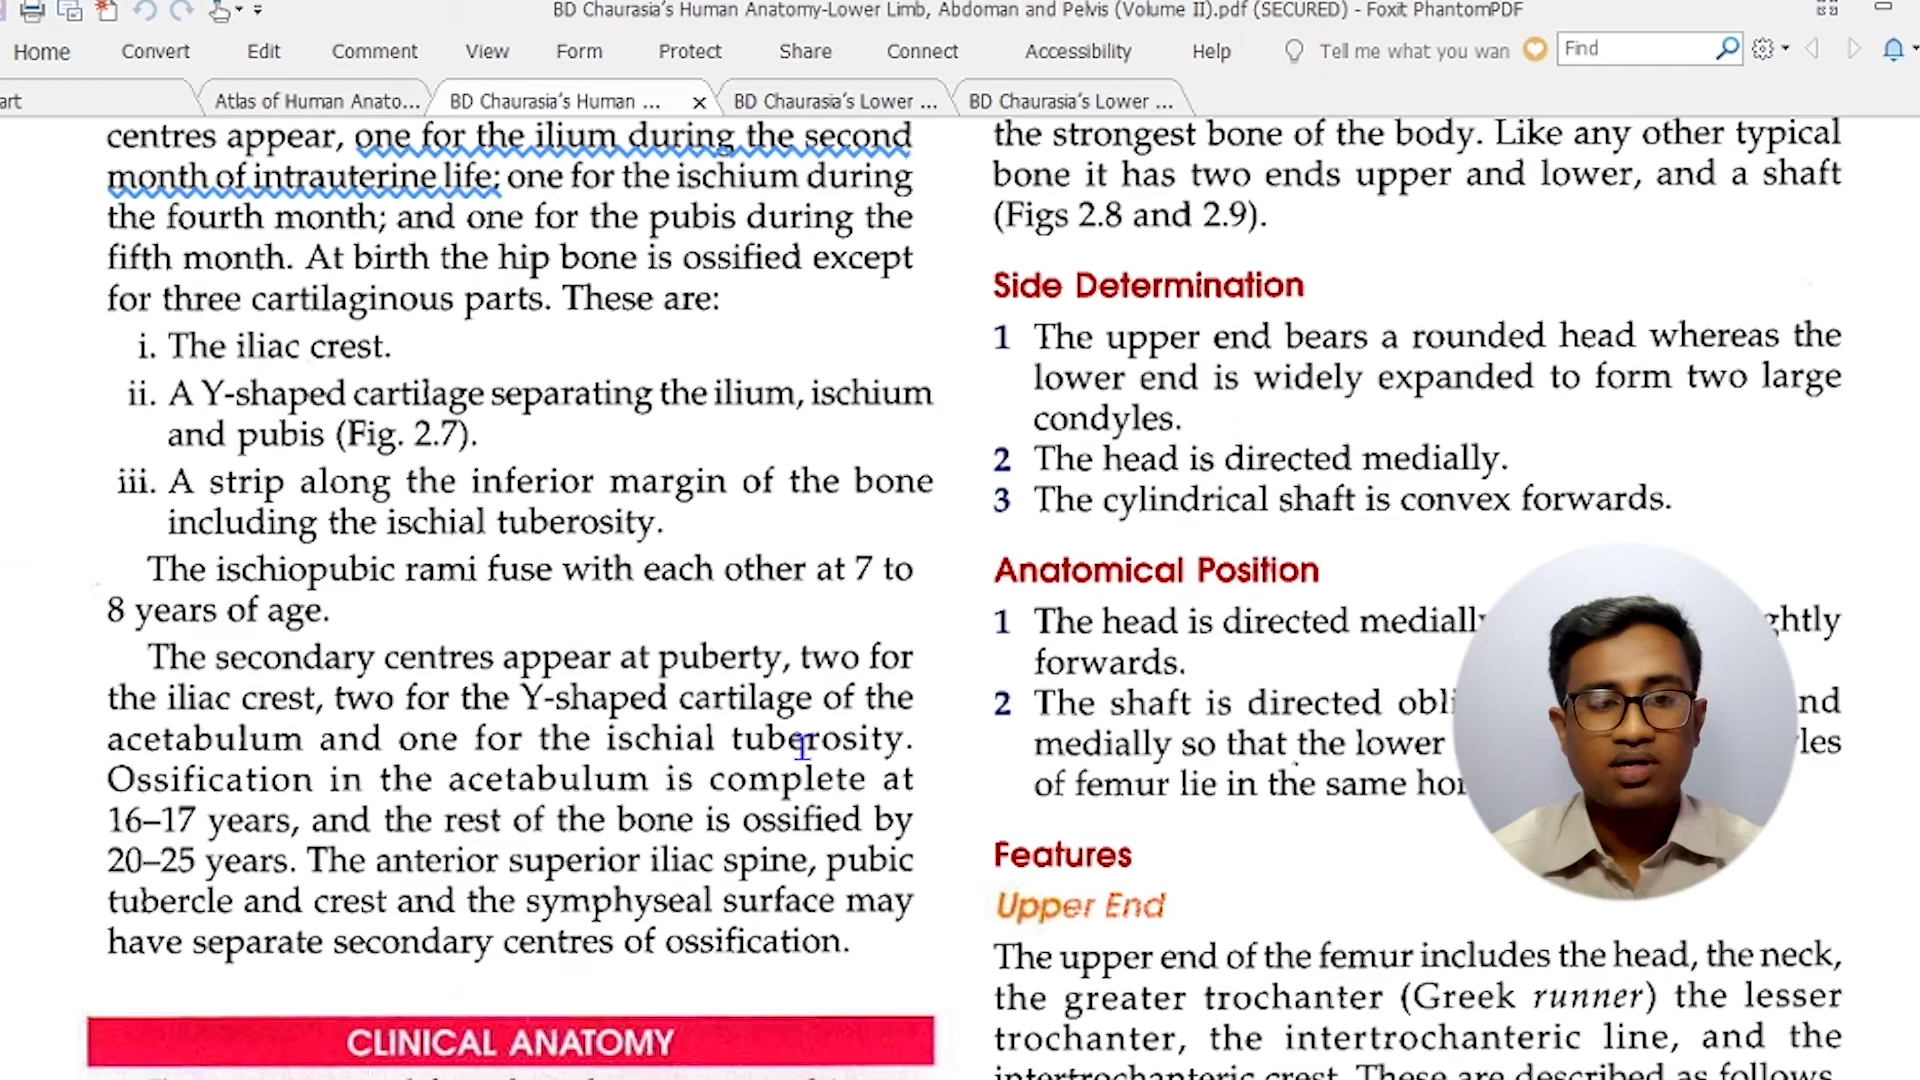 BD Chaurasia's Human Anatomy-Lower Limb, Abdoman and Pelvis (Volume II).pdf (SECURED) - Foxit PhantomPDF
Home Convert Edit Comment View Form Protect Share Connect Accessibility Help Tell me what you wan Find
art Atlas of Human Anato... BD Chaurasia's Human ... BD Chaurasia's Lower ... BD Chaurasia's Lower ...
centres appear, one for the ilium during the second
month of intrauterine life; one for the ischium during
the fourth month; and one for the pubis during the
fifth month. At birth the hip bone is ossified except
for three cartilaginous parts. These are:
i. The iliac crest.
ii. A Y-shaped cartilage separating the ilium, ischium
and pubis (Fig. 2.7).
iii. A strip along the inferior margin of the bone
including the ischial tuberosity.
The ischiopubic rami fuse with each other at 7 to
8 years of age.
The secondary centres appear at puberty, two for
the iliac crest, two for the Y-shaped cartilage of the
acetabulum and one for the ischial tuberosity.
Ossification in the acetabulum is complete at
16–17 years, and the rest of the bone is ossified by
20–25 years. The anterior superior iliac spine, pubic
tubercle and crest and the symphyseal surface may
have separate secondary centres of ossification.
CLINICAL ANATOMY
the strongest bone of the body. Like any other typical
bone it has two ends upper and lower, and a shaft
(Figs 2.8 and 2.9).
Side Determination
1 The upper end bears a rounded head whereas the
lower end is widely expanded to form two large
condyles.
2 The head is directed medially.
3 The cylindrical shaft is convex forwards.
Anatomical Position
1 The head is directed medially ghtly
forwards.
2 The shaft is directed obli nd
medially so that the lower les
of femur lie in the same hor
Features
Upper End
The upper end of the femur includes the head, the neck,
the greater trochanter (Greek runner) the lesser
trochanter, the intertrochanteric line, and the
intertrochanteric crest. These are described as follows.